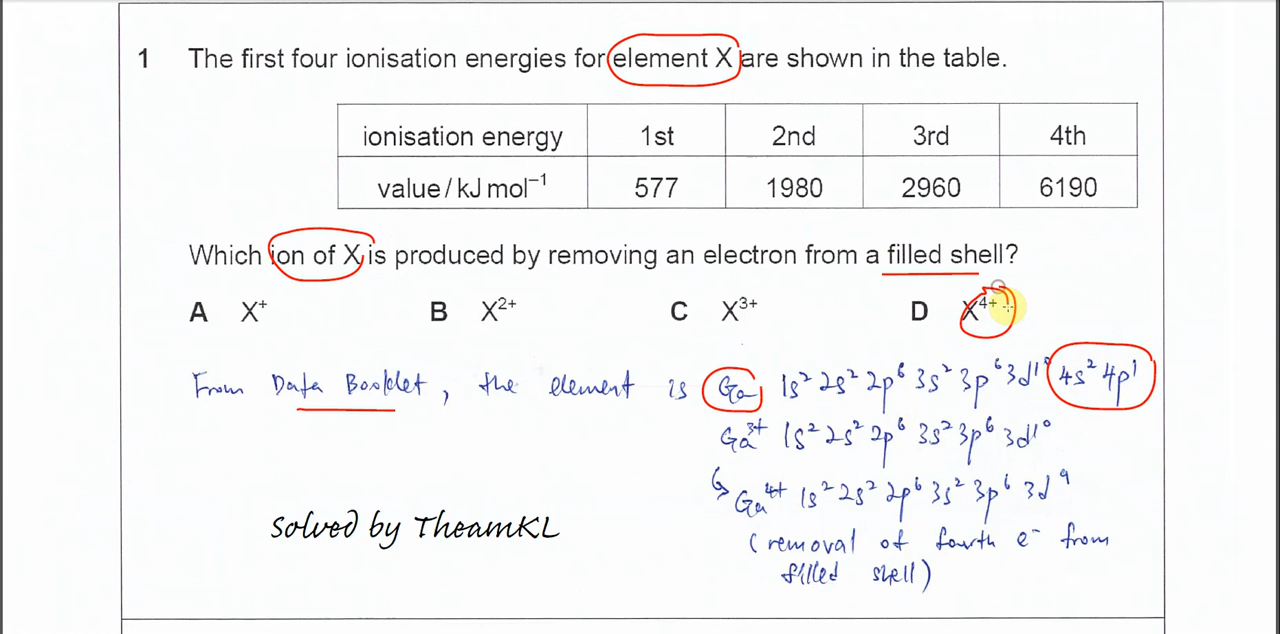 1 The first four ionisation energies for element X are shown in the table.
ionisation energy 1st 2nd 3rd 4th
value / kJ mol⁻¹ 577 1980 2960 6190
Which ion of X is produced by removing an electron from a filled shell?
A X⁺ B X²⁺ C X³⁺ D X⁴⁺
From Data Booklet, the element is Ga 1s² 2s² 2p⁶ 3s² 3p⁶ 3d¹⁰ 4s² 4p¹
Ga³⁺ 1s² 2s² 2p⁶ 3s² 3p⁶ 3d¹⁰
↳ Ga⁴⁺ 1s² 2s² 2p⁶ 3s² 3p⁶ 3d⁹
Solved by TheamKL
(removal of fourth e⁻ from
filled shell)